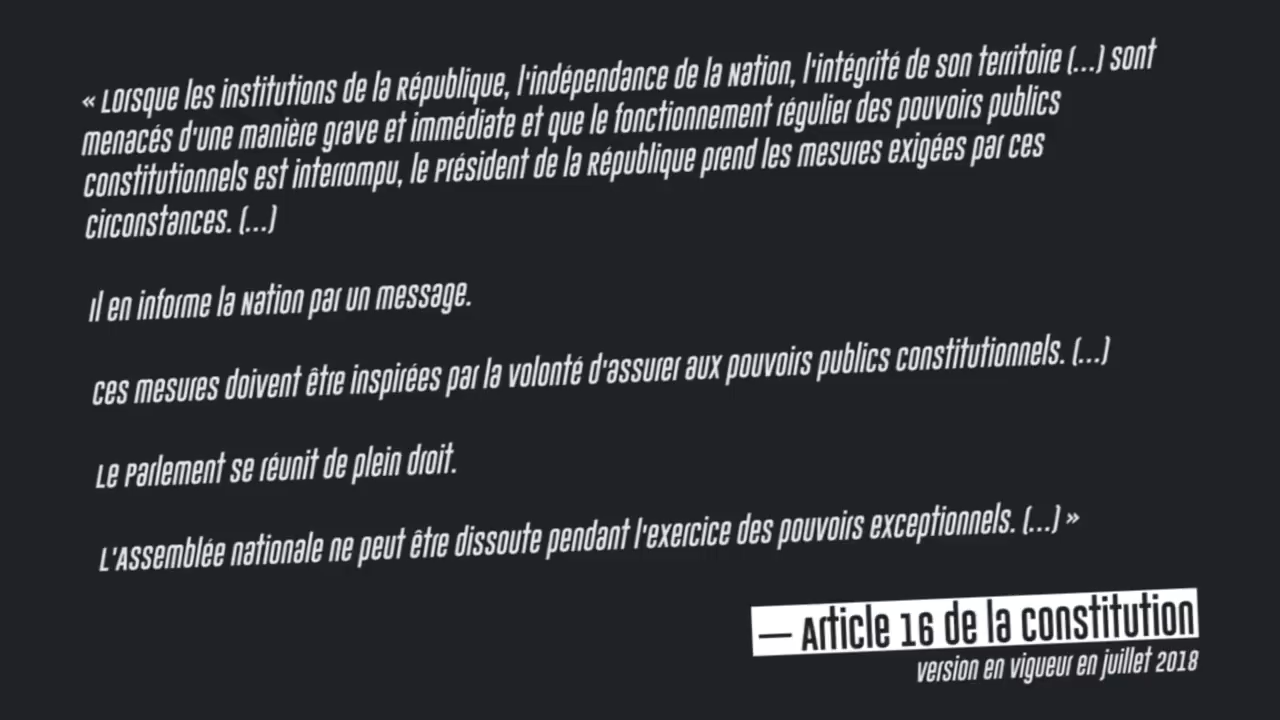 « Lorsque les institutions de la République, l'indépendance de la Nation, l'intégrité de son territoire (...) sont
menacés d'une manière grave et immédiate et que le fonctionnement régulier des pouvoirs publics
constitutionnels est interrompu, le Président de la République prend les mesures exigées par ces
circonstances. (...)
Il en informe la Nation par un message.
Ces mesures doivent être inspirées par la volonté d'assurer aux pouvoirs publics constitutionnels. (...)
Le Parlement se réunit de plein droit.
L'Assemblée nationale ne peut être dissoute pendant l'exercice des pouvoirs exceptionnels. (...) »
— Article 16 de la constitution
version en vigueur en juillet 2018